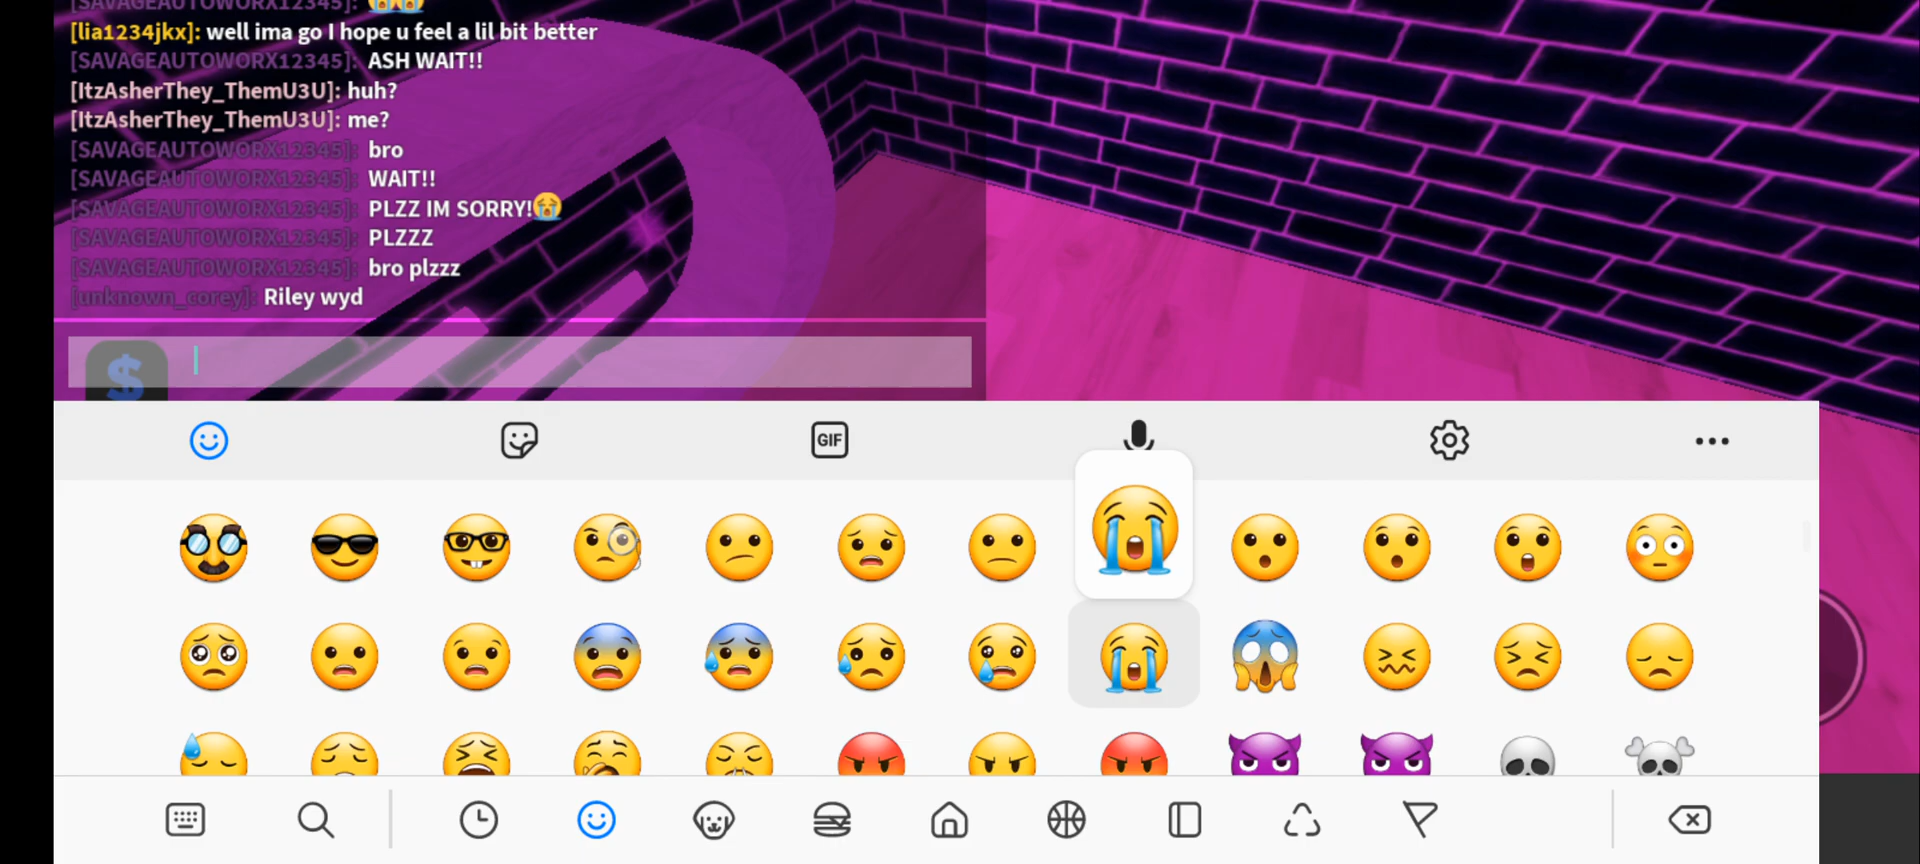 [SAVAGEAUTOWORX12345]: 😭😭
[lia1234jkx]: well ima go I hope u feel a lil bit better
[SAVAGEAUTOWORX12345]: ASH WAIT!!
[ItzAsherThey_ThemU3U]: huh?
[ItzAsherThey_ThemU3U]: me?
[SAVAGEAUTOWORX12345]: bro
[SAVAGEAUTOWORX12345]: WAIT!!
[SAVAGEAUTOWORX12345]: PLZZ IM SORRY!😭
[SAVAGEAUTOWORX12345]: PLZZZ
[SAVAGEAUTOWORX12345]: bro plzzz
[unknown_corey]: Riley wyd
$
GIF